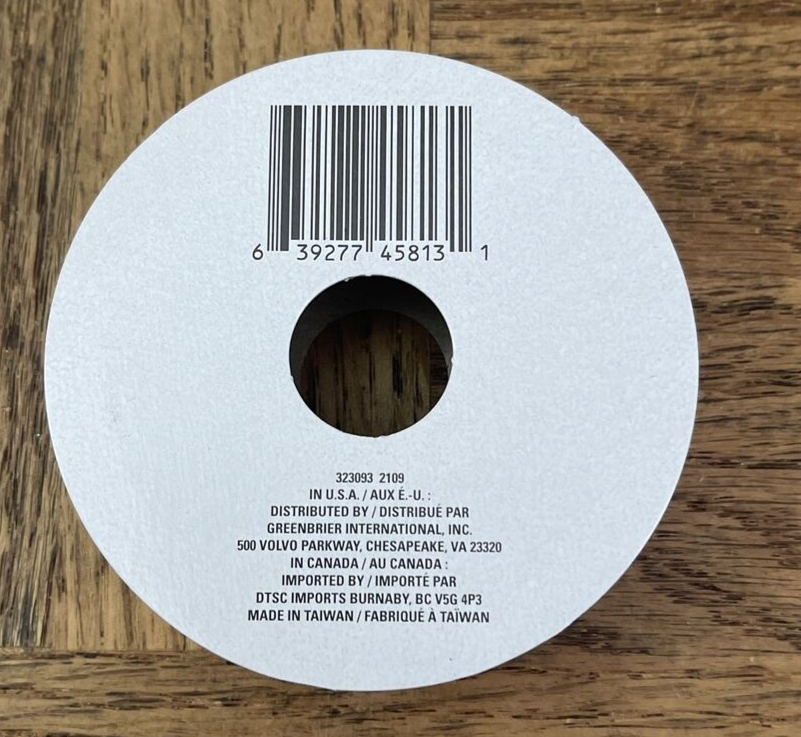 6 39277 45813 1
323093 2109
IN U.S.A. / AUX É.-U. :
DISTRIBUTED BY / DISTRIBUÉ PAR
GREENBRIER INTERNATIONAL, INC.
500 VOLVO PARKWAY, CHESAPEAKE, VA 23320
IN CANADA / AU CANADA :
IMPORTED BY / IMPORTÉ PAR
DTSC IMPORTS BURNABY, BC V5G 4P3
MADE IN TAIWAN / FABRIQUÉ À TAÏWAN